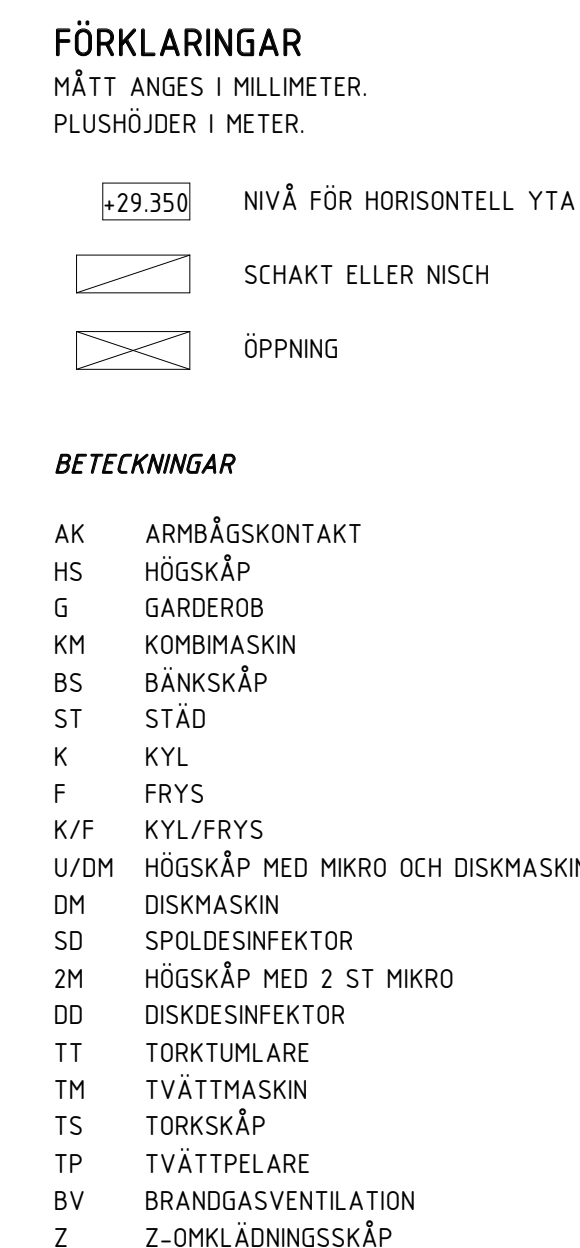 FÖRKLARINGAR
MÅTT ANGES I MILLIMETER.
PLUSHÖJDER I METER.
+29.350 NIVÅ FÖR HORISONTELL YTA
SCHAKT ELLER NISCH
ÖPPNING
BETECKNINGAR
AK ARMBÅGSKONTAKT
HS HÖGSKÅP
G GARDEROB
KM KOMBIMASKIN
BS BÄNKSKÅP
ST STÄD
K KYL
F FRYS
K/F KYL/FRYS
U/DM HÖGSKÅP MED MIKRO OCH DISKMASKIN
DM DISKMASKIN
SD SPOLDESINFEKTOR
2M HÖGSKÅP MED 2 ST MIKRO
DD DISKDESINFEKTOR
TT TORKTUMLARE
TM TVÄTTMASKIN
TS TORKSKÅP
TP TVÄTTPELARE
BV BRANDGASVENTILATION
Z Z-OMKLÄDNINGSSKÅP